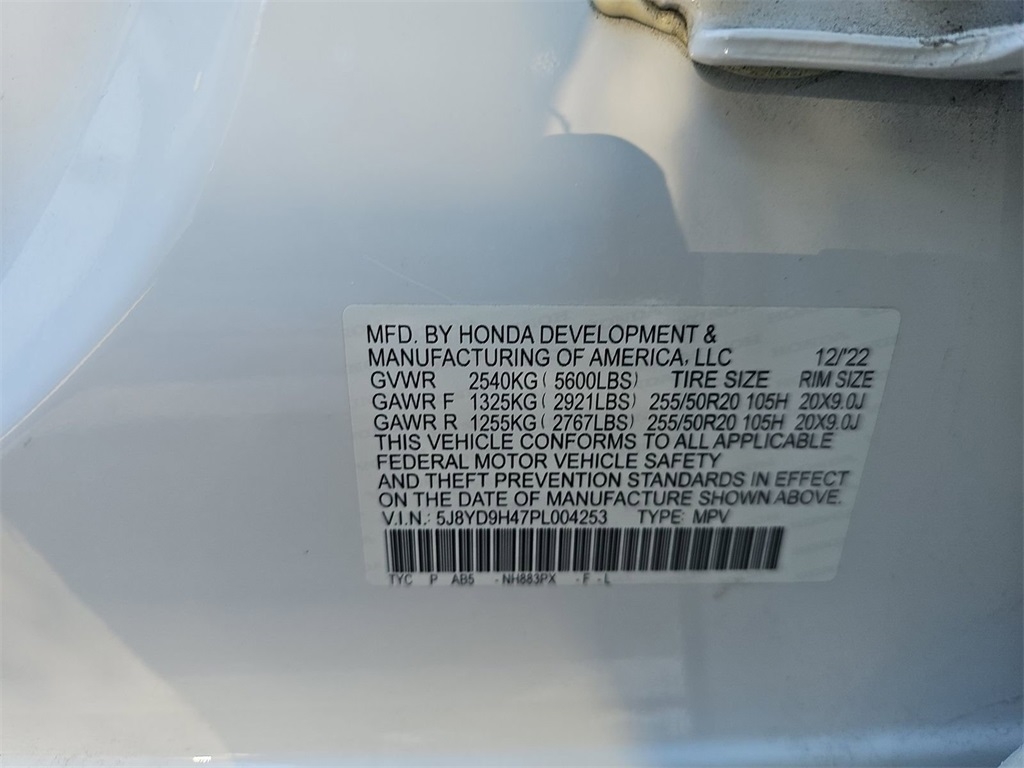 MFD. BY HONDA DEVELOPMENT &
MANUFACTURING OF AMERICA, LLC 12/'22
GVWR 2540KG ( 5600LBS) TIRE SIZE RIM SIZE
GAWR F 1325KG ( 2921LBS) 255/50R20 105H 20X9.0J
GAWR R 1255KG ( 2767LBS) 255/50R20 105H 20X9.0J
THIS VEHICLE CONFORMS TO ALL APPLICABLE
FEDERAL MOTOR VEHICLE SAFETY
AND THEFT PREVENTION STANDARDS IN EFFECT
ON THE DATE OF MANUFACTURE SHOWN ABOVE.
V.I.N.: 5J8YD9H47PL004253 TYPE: MPV
TYC P AB5 - NH883PX - F - L